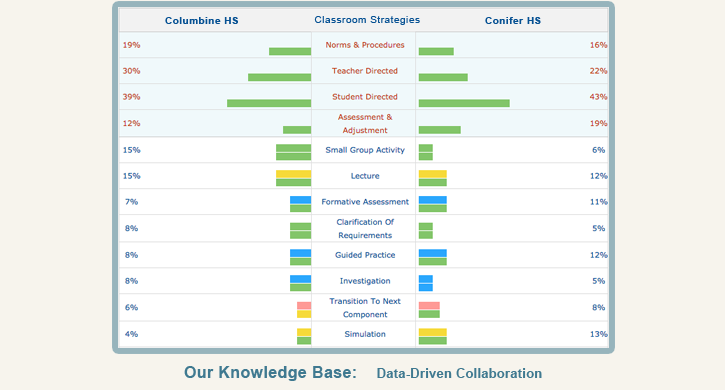 Columbine HS Classroom Strategies Conifer HS
19% Norms & Procedures 16%
30% Teacher Directed 22%
39% Student Directed 43%
12% Assessment & 19%
Adjustment
15% Small Group Activity 6%
15% Lecture 12%
7% Formative Assessment 11%
8% Clarification Of 5%
Requirements
8% Guided Practice 12%
8% Investigation 5%
6% Transition To Next 8%
Component
4% Simulation 13%
Our Knowledge Base: Data-Driven Collaboration